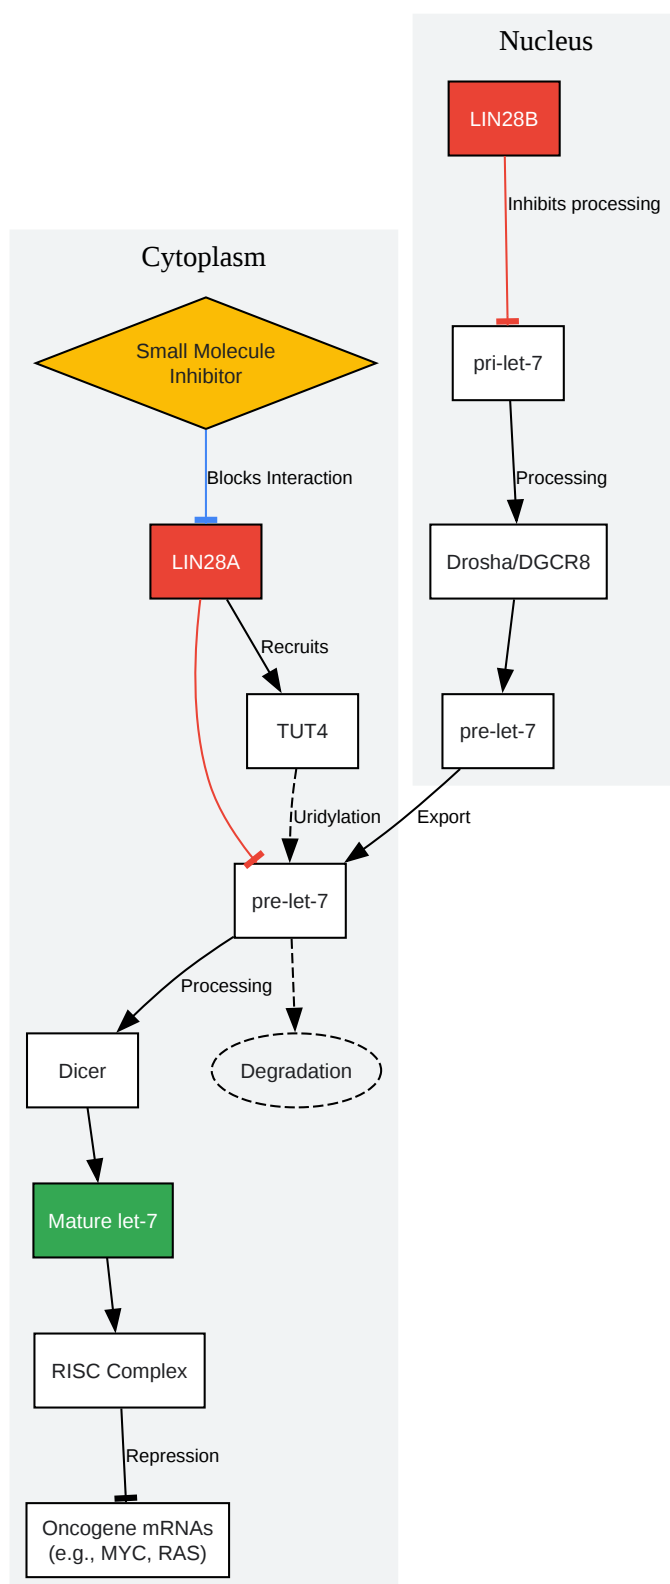 Nucleus
LIN28B
Inhibits processing
Cytoplasm
Small Molecule
Inhibitor
pri-let-7
Blocks Interaction
Processing
LIN28A
Drosha/DGCR8
Recruits
TUT4
pre-let-7
Uridylation
Export
pre-let-7
Processing
Dicer
Degradation
Mature let-7
RISC Complex
Repression
Oncogene mRNAs
(e.g., MYC, RAS)